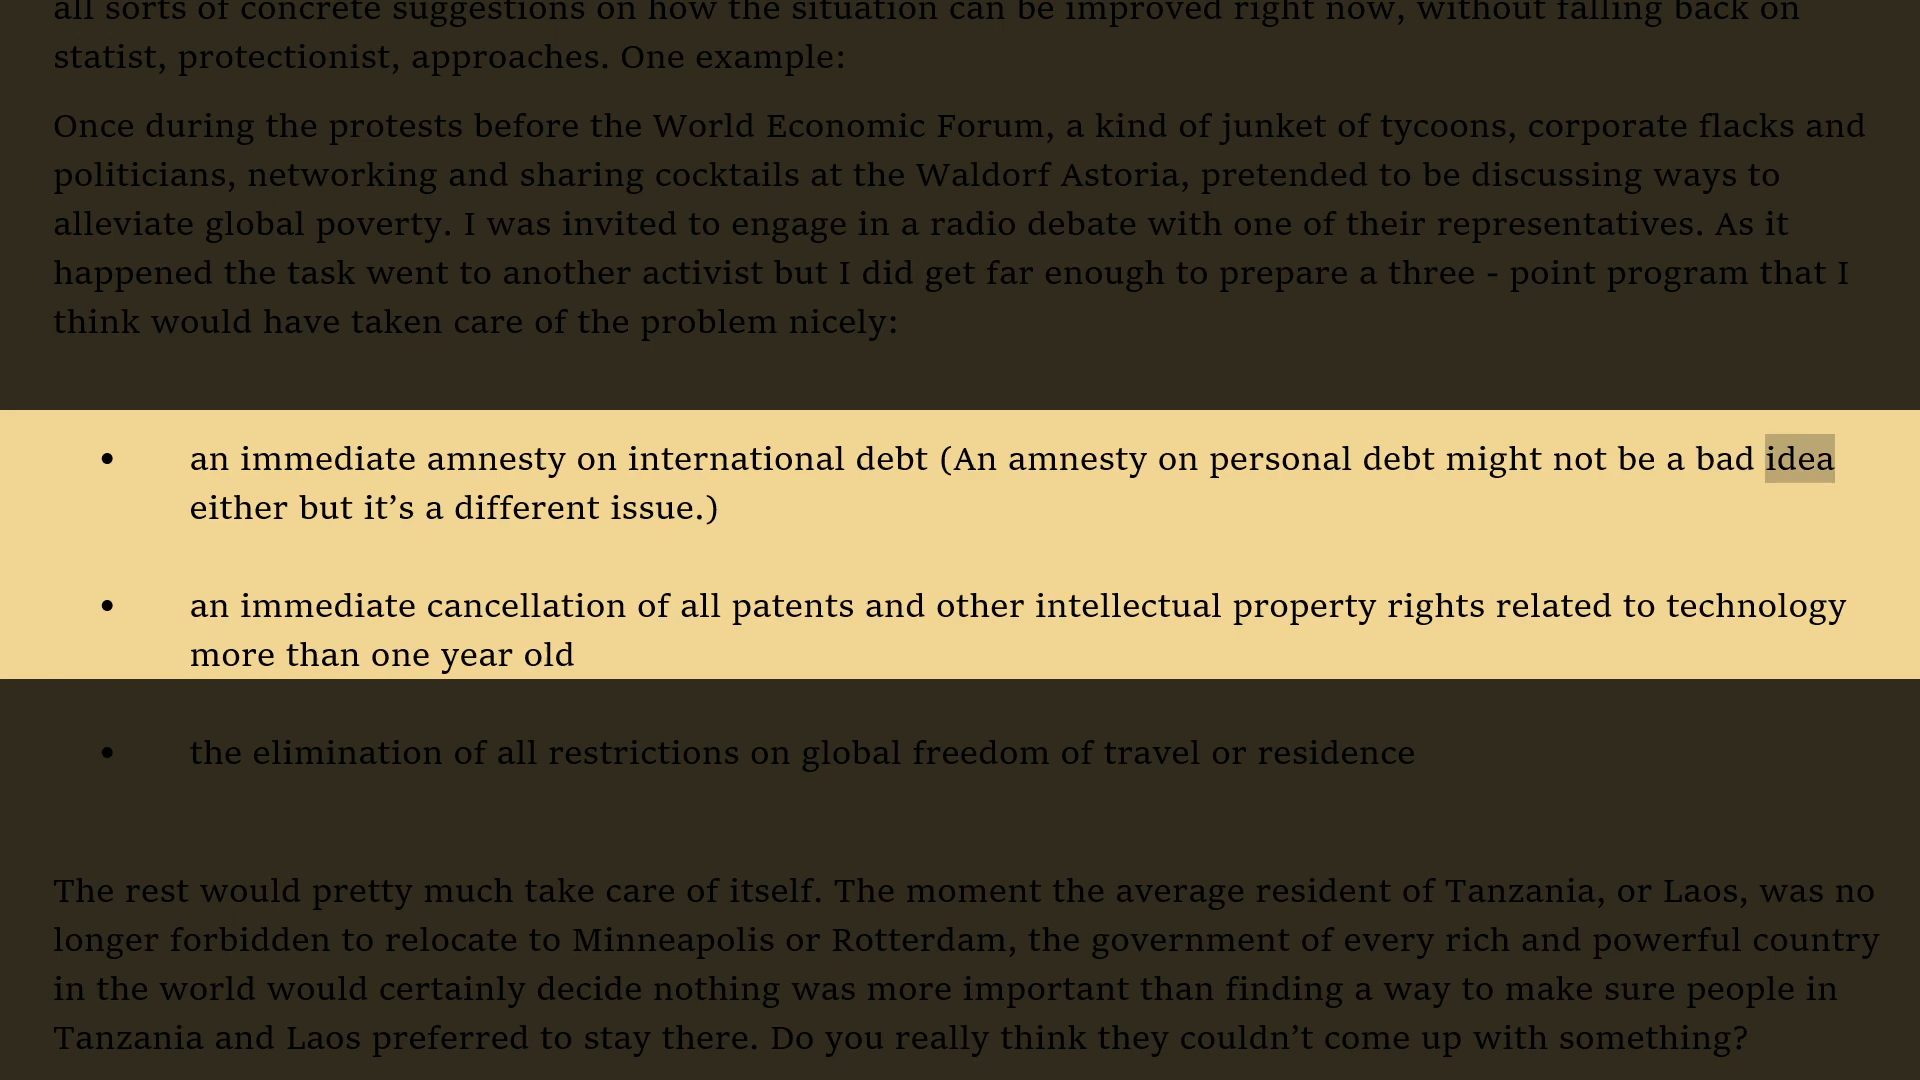 all sorts of concrete suggestions on how the situation can be improved right now, without falling back on
statist, protectionist, approaches. One example:
Once during the protests before the World Economic Forum, a kind of junket of tycoons, corporate flacks and
politicians, networking and sharing cocktails at the Waldorf Astoria, pretended to be discussing ways to
alleviate global poverty. I was invited to engage in a radio debate with one of their representatives. As it
happened the task went to another activist but I did get far enough to prepare a three - point program that I
think would have taken care of the problem nicely:
• an immediate amnesty on international debt (An amnesty on personal debt might not be a bad idea
either but it’s a different issue.)
• an immediate cancellation of all patents and other intellectual property rights related to technology
more than one year old
• the elimination of all restrictions on global freedom of travel or residence
The rest would pretty much take care of itself. The moment the average resident of Tanzania, or Laos, was no
longer forbidden to relocate to Minneapolis or Rotterdam, the government of every rich and powerful country
in the world would certainly decide nothing was more important than finding a way to make sure people in
Tanzania and Laos preferred to stay there. Do you really think they couldn’t come up with something?